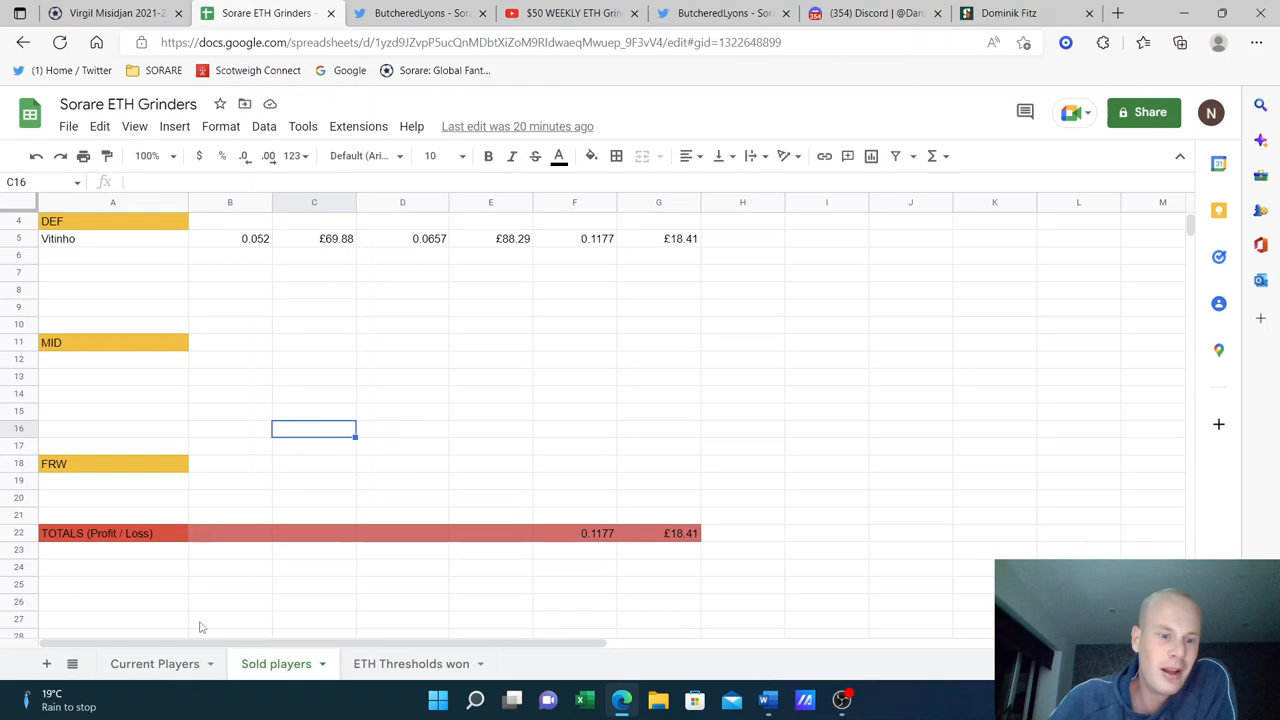 Virgil Misidjan 2021-2
Sorare ETH Grinders -
ButcheredLyons - Sora
$50 WEEKLY ETH Grin
ButcheredLyons - Sora
(354) Discord | @Dan
Dominik Fitz
https://docs.google.com/spreadsheets/d/1yzd9JZvpP5ucQnMDbtXiZoM9RIdwaeqMwuep_9F3vV4/edit#gid=1322648899
(1) Home / Twitter
SORARE
Scotweigh Connect
Google
Sorare: Global Fant...
Sorare ETH Grinders
File Edit View Insert Format Data Tools Extensions Help Last edit was 20 minutes ago
Share
N
100% $ % .0 .00 123 Default (Ari... 10 B I S A
C16 fx
A B C D E F G H I J K L M
4 DEF
5 Vitinho 0.052 £69.88 0.0657 £88.29 0.1177 £18.41
6
7
8
9
10
11 MID
12
13
14
15
16
17
18 FRW
19
20
21
22 TOTALS (Profit / Loss) 0.1177 £18.41
23
24
25
26
27
28
Current Players
Sold players
ETH Thresholds won
19°C
Rain to stop